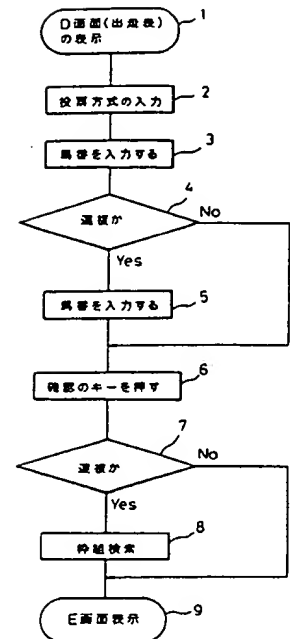 D画面(出馬表)
の表示
1
投票方式の入力
2
馬番を入力する
3
連複か
4
No
Yes
馬番を入力する
5
確認のキーを押す
6
連複か
7
No
Yes
枠組検索
8
E画面表示
9